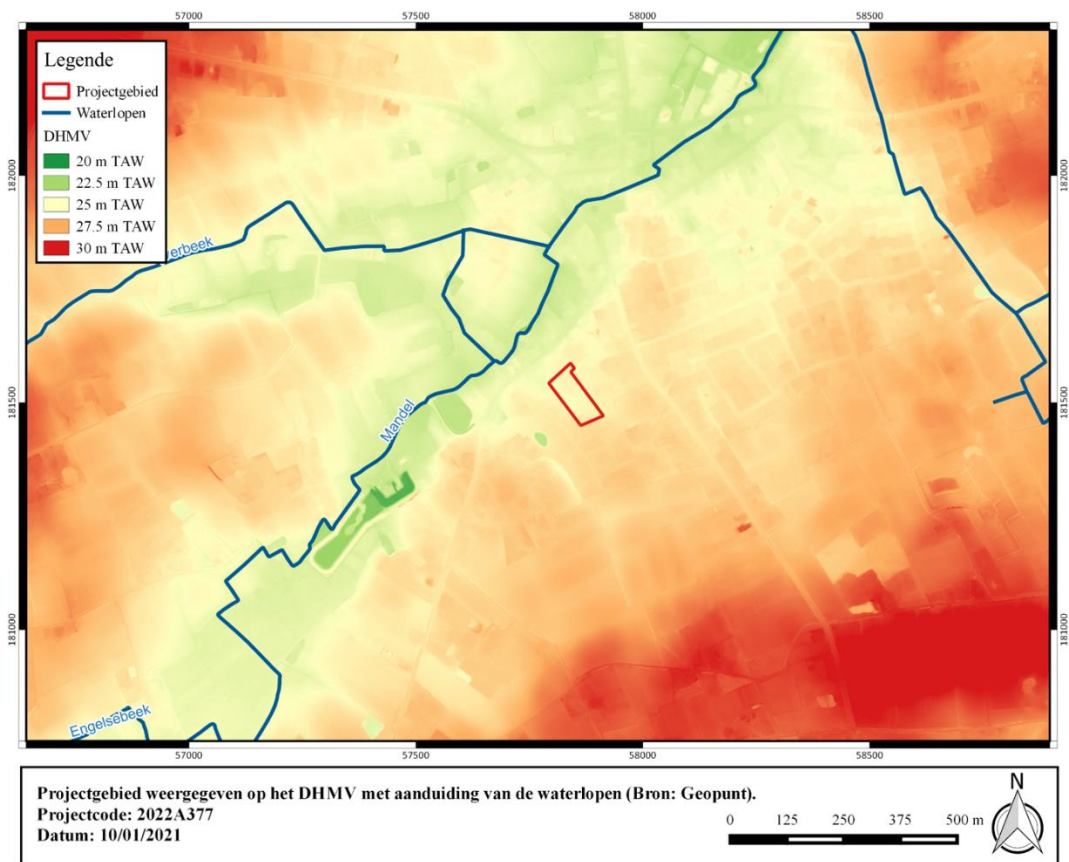 57000 57500 58000 58500
Legende
Projectgebied
Waterlopen
DHMV
20 m TAW
22.5 m TAW
25 m TAW
27.5 m TAW
30 m TAW
182000 182000
erbeek
181500 181500
Mandel
181000 181000
Engelsebeek
57000 57500 58000 58500
Projectgebied weergegeven op het DHMV met aanduiding van de waterlopen (Bron: Geopunt).
Projectcode: 2022A377
Datum: 10/01/2021
0 125 250 375 500 m
N